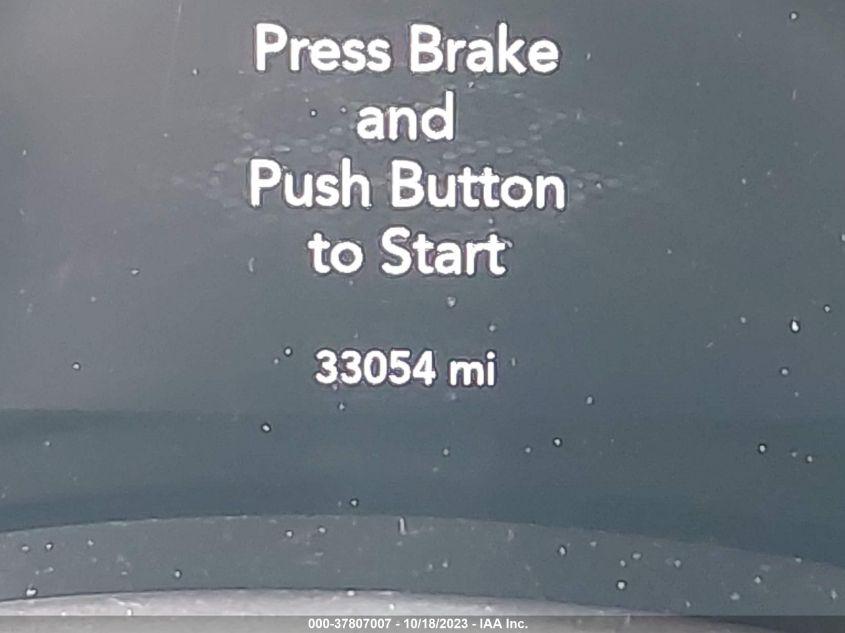 Press Brake
and
Push Button
to Start
33054 mi
000-37807007 - 10/18/2023 - IAA Inc.